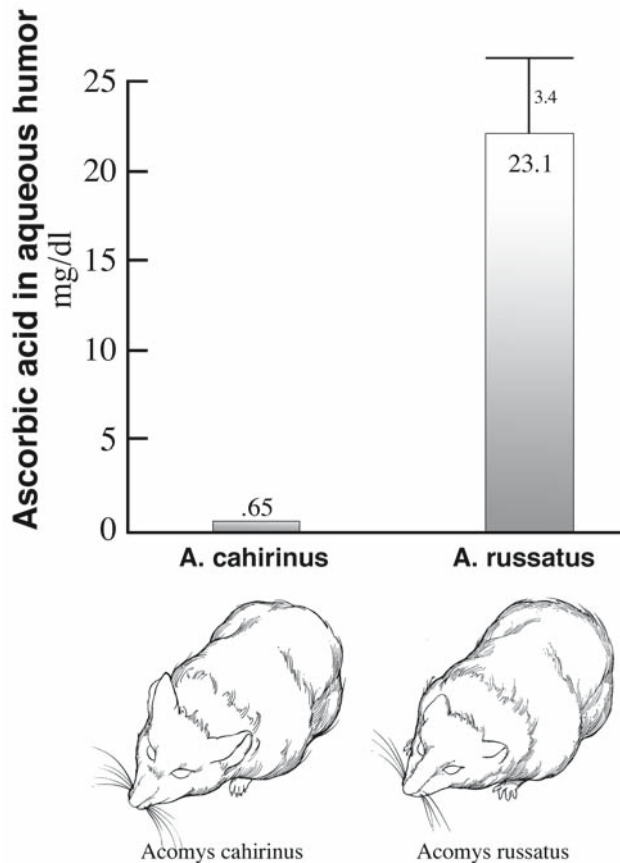 Ascorbic acid in aqueous humor
mg/dl
25
20
15
10
5
0
3.4
23.1
.65
A. cahirinus
A. russatus
Acomys cahirinus
Acomys russatus